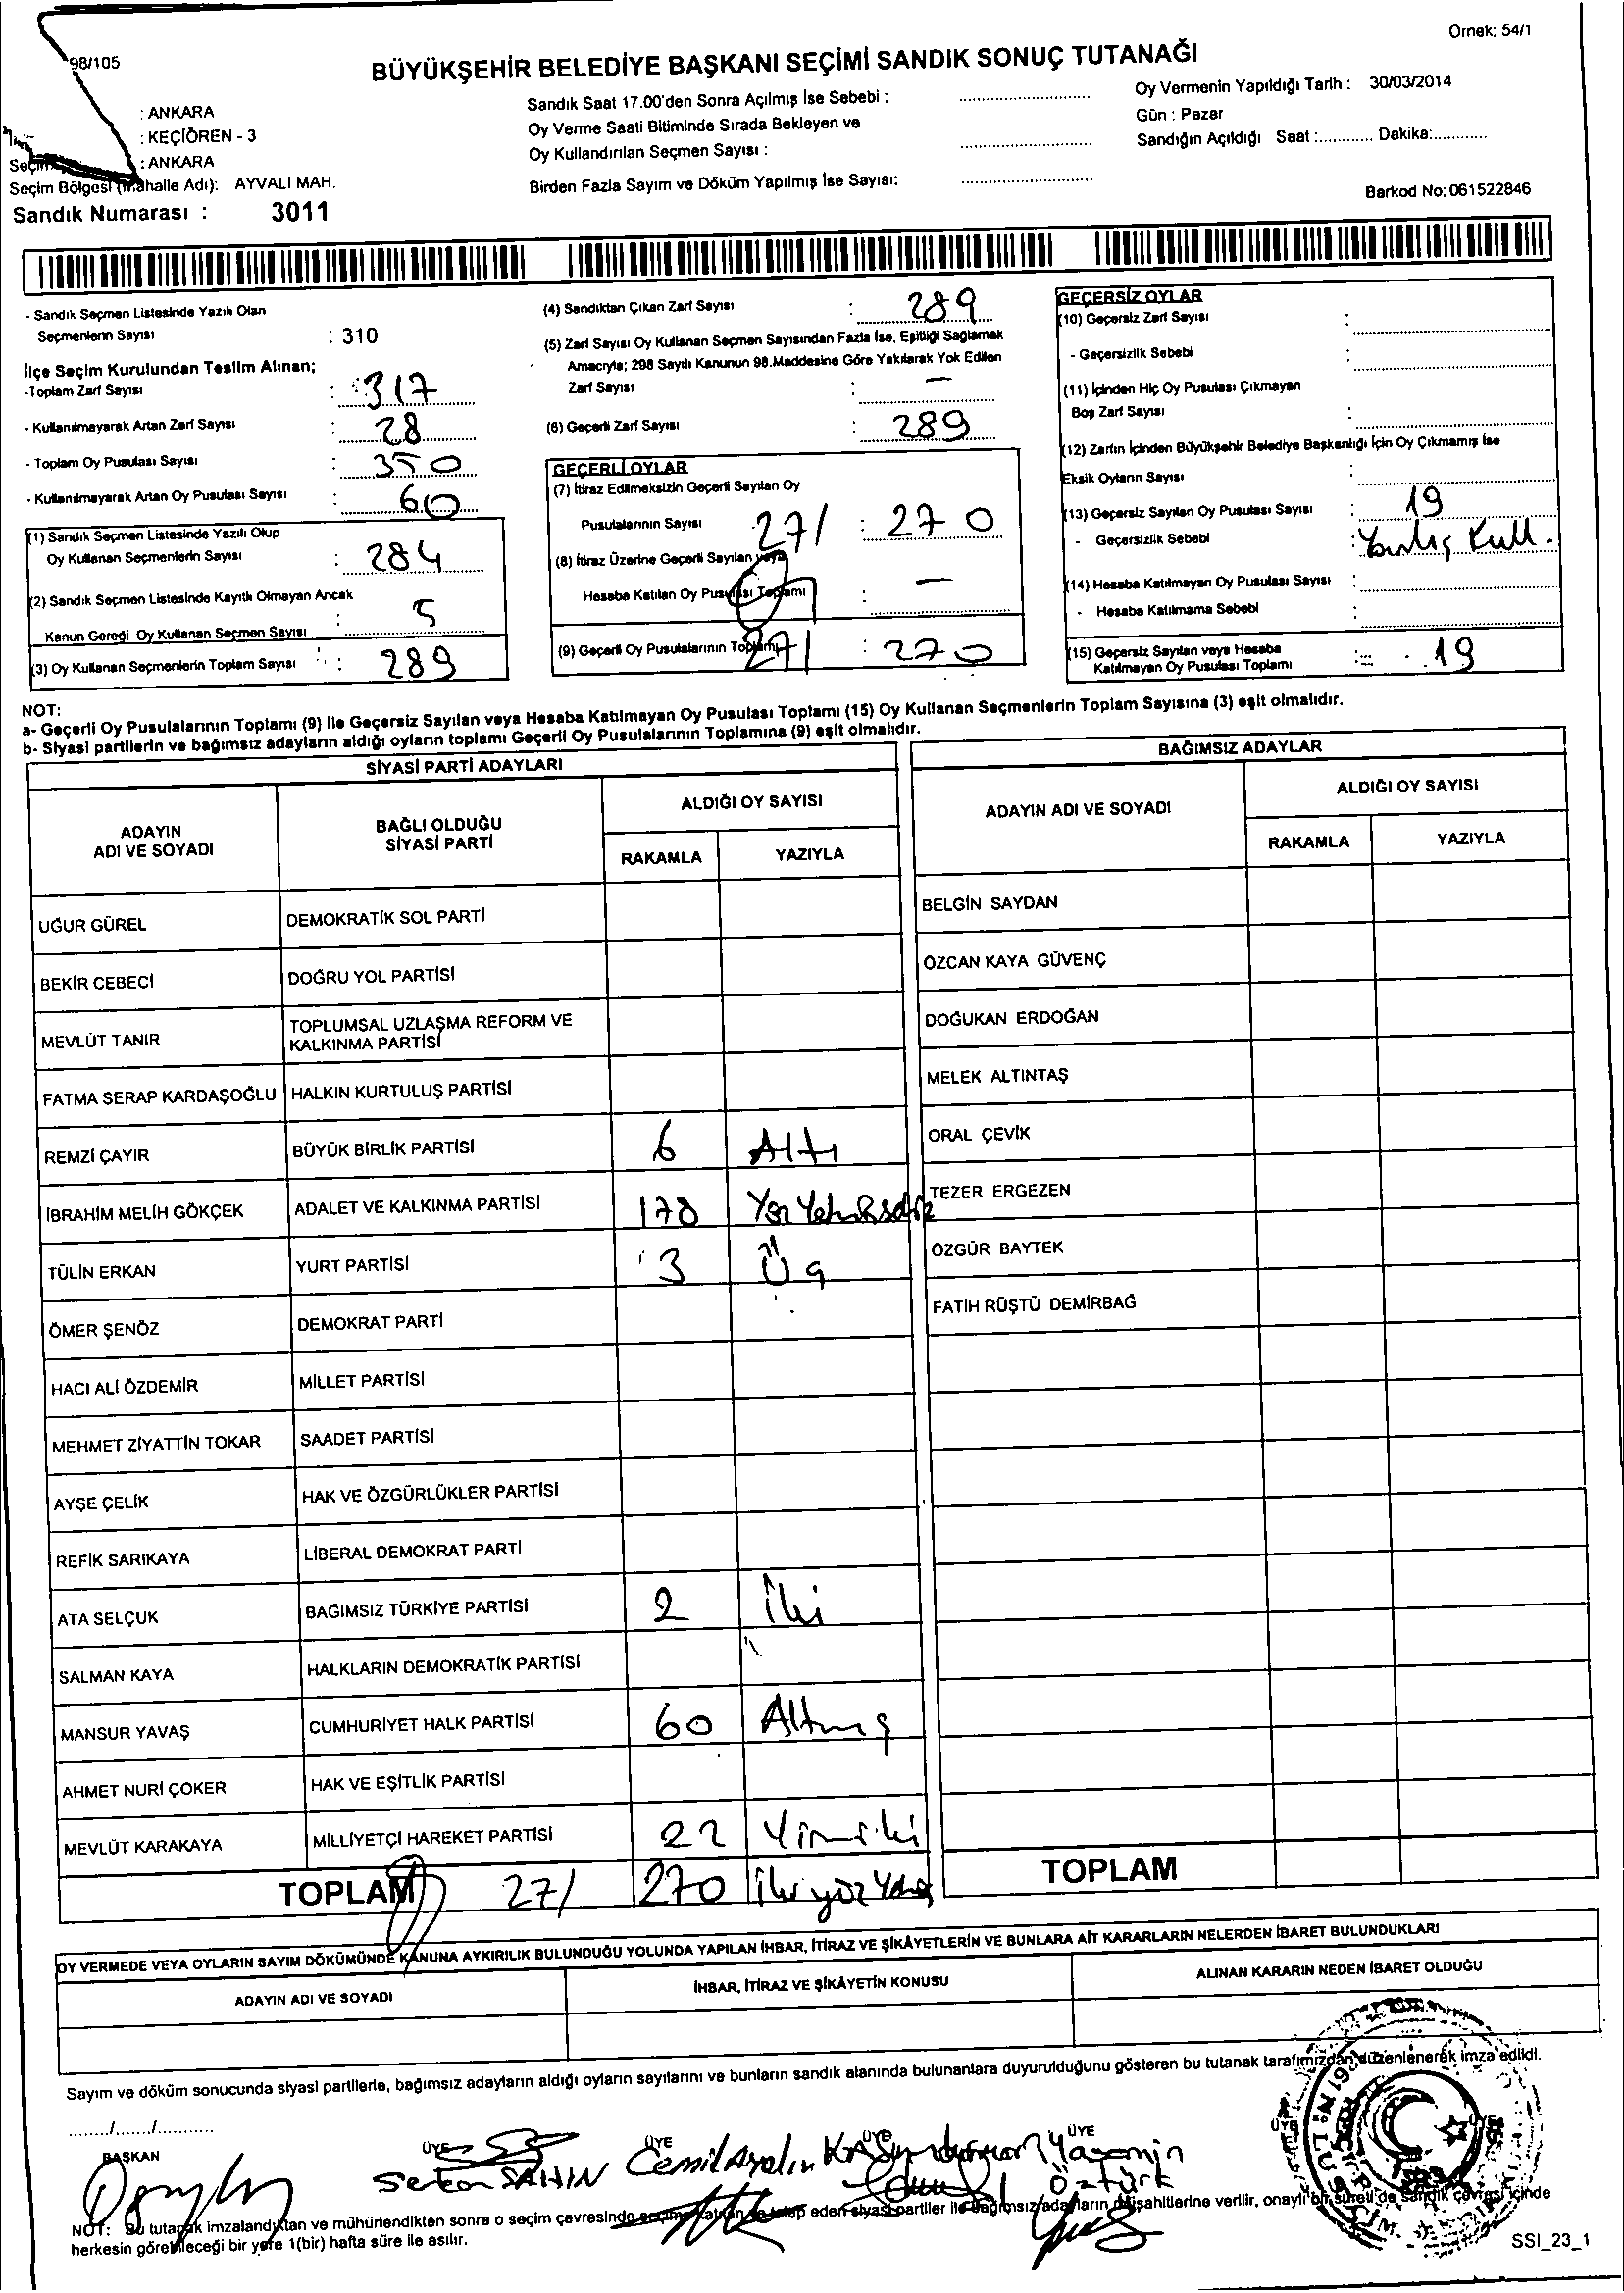 Örnek: 54/1
98/105
BÜYÜKŞEHİR BELEDİYE BAŞKANI SEÇİMİ SANDIK SONUÇ TUTANAĞI
: ANKARA
: KEÇİÖREN - 3
: ANKARA
Seçim Bölgesi (Mahalle Adı): AYVALI MAH.
Sandık Numarası : 3011
Sandık Saat 17.00'den Sonra Açılmış İse Sebebi :
Oy Verme Saati Bitiminde Sırada Bekleyen ve
Oy Kullandırılan Seçmen Sayısı :
Birden Fazla Sayım ve Döküm Yapılmış İse Sayısı:
Oy Vermenin Yapıldığı Tarih : 30/03/2014
Gün : Pazar
Sandığın Açıldığı Saat :............ Dakika:............
Barkod No: 061522846
- Sandık Seçmen Listesinde Yazılı Olan
Seçmenlerin Sayısı : 310
İlçe Seçim Kurulundan Teslim Alınan;
-Toplam Zarf Sayısı : 317
- Kullanılmayarak Artan Zarf Sayısı : 28
- Toplam Oy Pusulası Sayısı : 350
- Kullanılmayarak Artan Oy Pusulası Sayısı : 60
(1) Sandık Seçmen Listesinde Yazılı Olup
Oy Kullanan Seçmenlerin Sayısı : 284
(2) Sandık Seçmen Listesinde Kayıtlı Olmayan Ancak
Kanun Gereği Oy Kullanan Seçmen Sayısı : 5
(3) Oy Kullanan Seçmenlerin Toplam Sayısı : 289
(4) Sandıktan Çıkan Zarf Sayısı : 289
(5) Zarf Sayısı Oy Kullanan Seçmen Sayısından Fazla İse, Eşitliği Sağlamak
Amacıyla; 298 Sayılı Kanunun 98.Maddesine Göre Yakılarak Yok Edilen
Zarf Sayısı : —
(6) Geçerli Zarf Sayısı : 289
GEÇERLİ OYLAR
(7) İtiraz Edilmeksizin Geçerli Sayılan Oy
Pusulalarının Sayısı 271 : 270
(8) İtiraz Üzerine Geçerli Sayılan veya
Hesaba Katılan Oy Pusulası Toplamı : —
(9) Geçerli Oy Pusulalarının Toplamı 271 : 270
GEÇERSİZ OYLAR
(10) Geçersiz Zarf Sayısı :
- Geçersizlik Sebebi :
(11) İçinden Hiç Oy Pusulası Çıkmayan
Boş Zarf Sayısı :
(12) Zarfın İçinden Büyükşehir Belediye Başkanlığı İçin Oy Çıkmamış İse
Eksik Oyların Sayısı :
(13) Geçersiz Sayılan Oy Pusulası Sayısı : 19
- Geçersizlik Sebebi : Yanlış Kull.
(14) Hesaba Katılmayan Oy Pusulası Sayısı :
- Hesaba Katılmama Sebebi :
(15) Geçersiz Sayılan veya Hesaba
Katılmayan Oy Pusulası Toplamı : 19
NOT:
a- Geçerli Oy Pusulalarının Toplamı (9) ile Geçersiz Sayılan veya Hesaba Katılmayan Oy Pusulası Toplamı (15) Oy Kullanan Seçmenlerin Toplam Sayısına (3) eşit olmalıdır.
b- Siyasi partilerin ve bağımsız adayların aldığı oyların toplamı Geçerli Oy Pusulalarının Toplamına (9) eşit olmalıdır.
SİYASİ PARTİ ADAYLARI
ADAYIN ADI VE SOYADI
BAĞLI OLDUĞU SİYASİ PARTİ
ALDIĞI OY SAYISI
RAKAMLA YAZIYLA
UĞUR GÜREL DEMOKRATİK SOL PARTİ
BEKİR CEBECİ DOĞRU YOL PARTİSİ
MEVLÜT TANIR TOPLUMSAL UZLAŞMA REFORM VE KALKINMA PARTİSİ
FATMA SERAP KARDAŞOĞLU HALKIN KURTULUŞ PARTİSİ
REMZİ ÇAYIR BÜYÜK BİRLİK PARTİSİ 6 Altı
İBRAHİM MELİH GÖKÇEK ADALET VE KALKINMA PARTİSİ 178
TÜLİN ERKAN YURT PARTİSİ 3 Üç
ÖMER ŞENÖZ DEMOKRAT PARTİ
HACI ALİ ÖZDEMİR MİLLET PARTİSİ
MEHMET ZİYATTİN TOKAR SAADET PARTİSİ
AYŞE ÇELİK HAK VE ÖZGÜRLÜKLER PARTİSİ
REFİK SARIKAYA LİBERAL DEMOKRAT PARTİ
ATA SELÇUK BAĞIMSIZ TÜRKİYE PARTİSİ 2 İki
SALMAN KAYA HALKLARIN DEMOKRATİK PARTİSİ
MANSUR YAVAŞ CUMHURİYET HALK PARTİSİ 60 Altmış
AHMET NURİ ÇOKER HAK VE EŞİTLİK PARTİSİ
MEVLÜT KARAKAYA MİLLİYETÇİ HAREKET PARTİSİ 22
TOPLAM 271 270
BAĞIMSIZ ADAYLAR
ADAYIN ADI VE SOYADI
ALDIĞI OY SAYISI
RAKAMLA YAZIYLA
BELGİN SAYDAN
ÖZCAN KAYA GÜVENÇ
DOĞUKAN ERDOĞAN
MELEK ALTINTAŞ
ORAL ÇEVİK
TEZER ERGEZEN
ÖZGÜR BAYTEK
FATİH RÜŞTÜ DEMİRBAĞ
TOPLAM
OY VERMEDE VEYA OYLARIN SAYIM DÖKÜMÜNDE KANUNA AYKIRILIK BULUNDUĞU YOLUNDA YAPILAN İHBAR, İTİRAZ VE ŞİKÂYETLERİN VE BUNLARA AİT KARARLARIN NELERDEN İBARET BULUNDUKLARI
ADAYIN ADI VE SOYADI
İHBAR, İTİRAZ VE ŞİKÂYETİN KONUSU
ALINAN KARARIN NEDEN İBARET OLDUĞU
Sayım ve döküm sonucunda siyasi partilerle, bağımsız adayların aldığı oyların sayılarını ve bunların sandık alanında bulunanlara duyurulduğunu gösteren bu tutanak tarafımızdan düzenlenerek imza edildi.
......./......./..............
BAŞKAN ÜYE ÜYE ÜYE ÜYE ÜYE
Serkan ŞAHİN Cemil Aydın Yasemin
Öztürk
NOT: Bu tutanak imzalandıktan ve mühürlendikten sonra o seçim çevresinde seçime katılan ve talep eden siyasi partiler ile bağımsız adayların müşahitlerine verilir, onaylı bir sureti de sandık çevresi içinde
herkesin görebileceği bir yere 1(bir) hafta süre ile asılır.
SSI_23_1